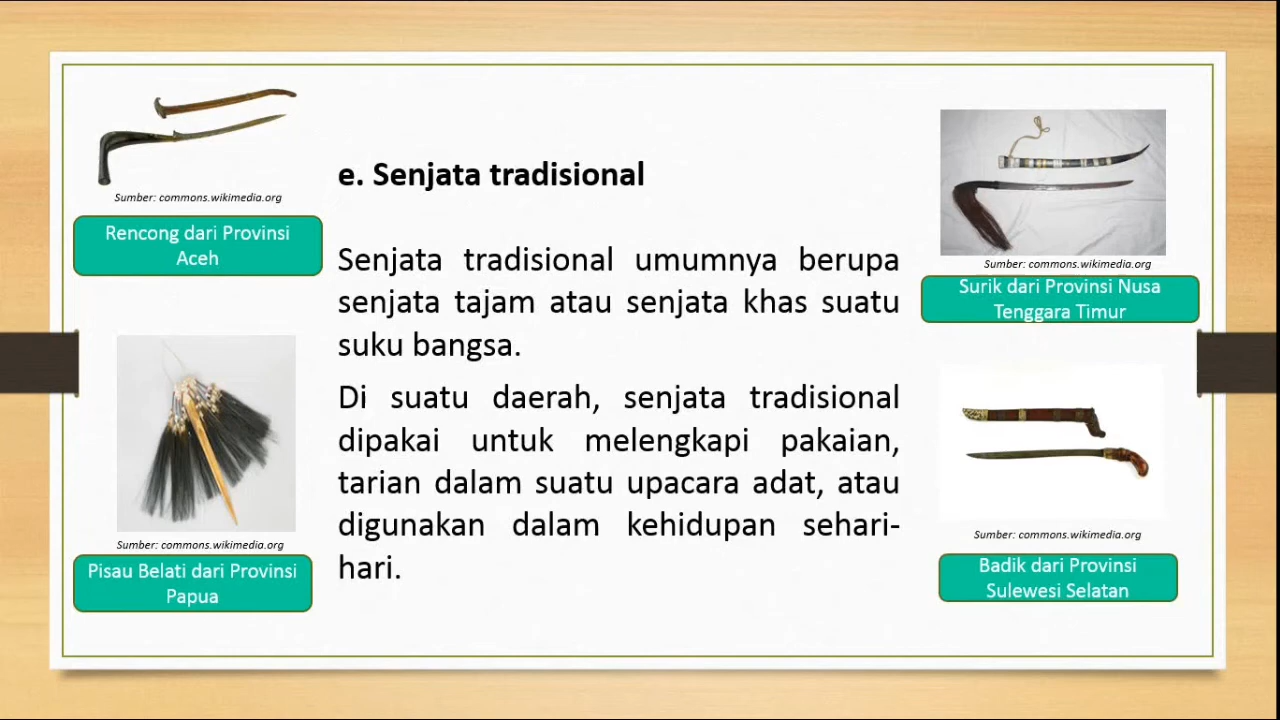 Sumber: commons.wikimedia.org
Rencong dari Provinsi
Aceh
Sumber: commons.wikimedia.org
Pisau Belati dari Provinsi
Papua
e. Senjata tradisional
Senjata tradisional umumnya berupa
senjata tajam atau senjata khas suatu
suku bangsa.
Di suatu daerah, senjata tradisional
dipakai untuk melengkapi pakaian,
tarian dalam suatu upacara adat, atau
digunakan dalam kehidupan sehari-
hari.
Sumber: commons.wikimedia.org
Surik dari Provinsi Nusa
Tenggara Timur
Sumber: commons.wikimedia.org
Badik dari Provinsi
Sulewesi Selatan